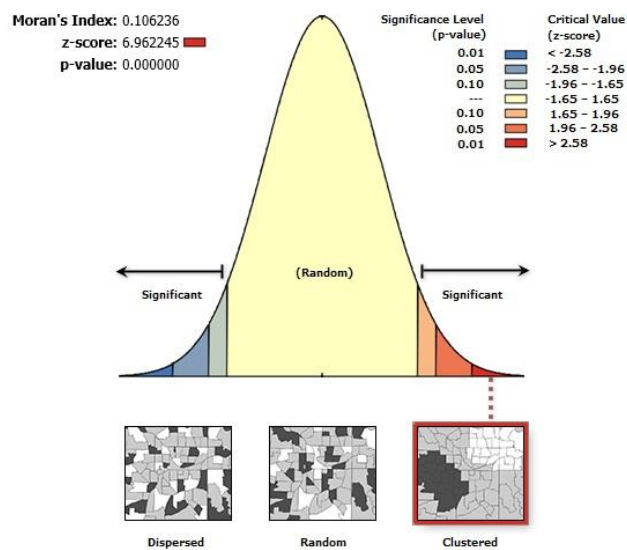 Moran's Index: 0.106236
z-score: 6.962245
p-value: 0.000000
Significance Level
(p-value)
Critical Value
(z-score)
0.01 < -2.58
0.05 -2.58 – -1.96
0.10 -1.96 – -1.65
--- -1.65 – 1.65
0.10 1.65 – 1.96
0.05 1.96 – 2.58
0.01 > 2.58
(Random)
Significant
Significant
Dispersed
Random
Clustered